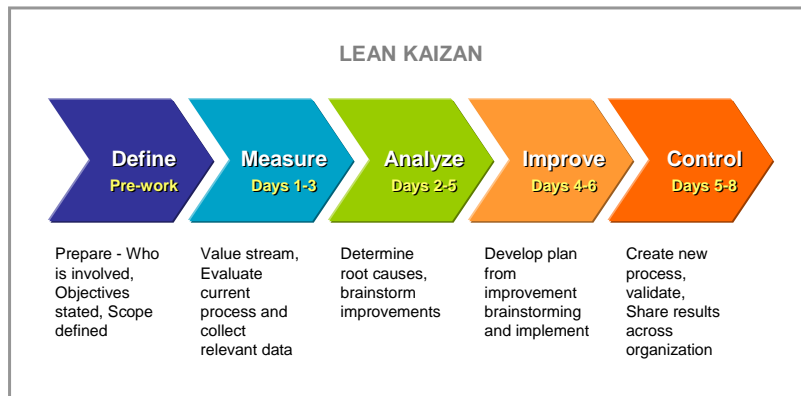 LEAN KAIZAN
Define
Pre-work
Measure
Days 1-3
Analyze
Days 2-5
Improve
Days 4-6
Control
Days 5-8
Prepare - Who
is involved,
Objectives
stated, Scope
defined
Value stream,
Evaluate
current
process and
collect
relevant data
Determine
root causes,
brainstorm
improvements
Develop plan
from
improvement
brainstorming
and implement
Create new
process,
validate,
Share results
across
organization